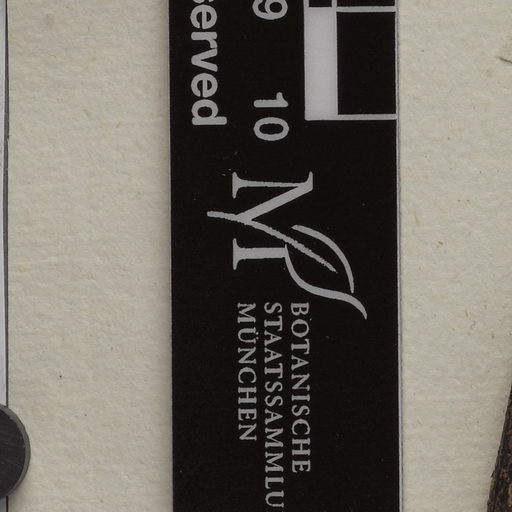 served
9 10
M
BOTANISCHE
STAATSSAMMLU
MÜNCHEN